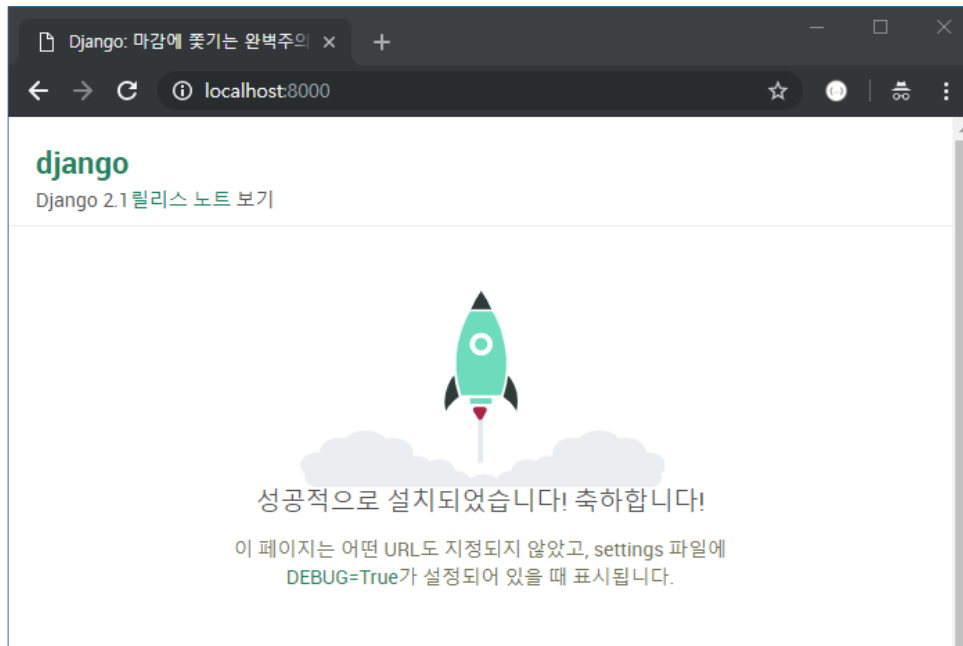 Django: 마감에 쫓기는 완벽주의
localhost:8000
django
Django 2.1릴리스 노트 보기
성공적으로 설치되었습니다! 축하합니다!
이 페이지는 어떤 URL도 지정되지 않았고, settings 파일에
DEBUG=True가 설정되어 있을 때 표시됩니다.